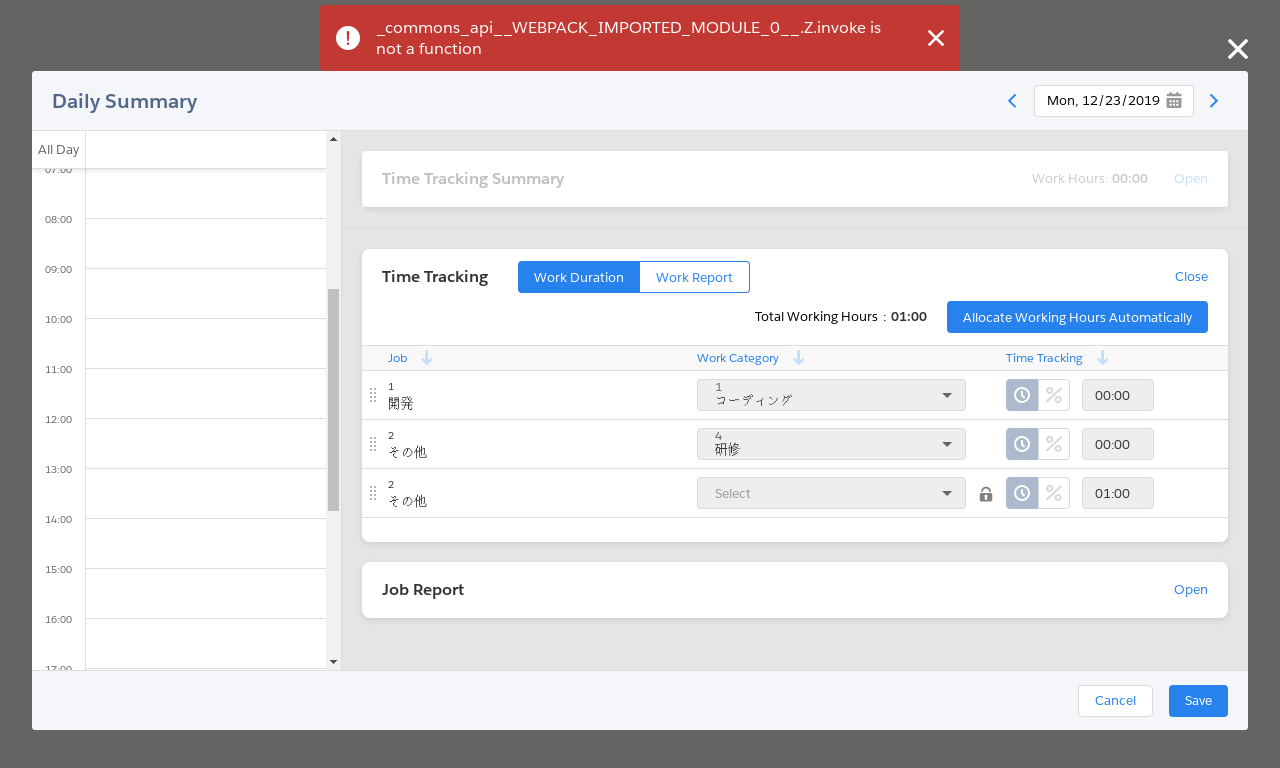 _commons_api__WEBPACK_IMPORTED_MODULE_0__.Z.invoke is
not a function
Daily Summary
Mon, 12/23/2019
All Day
07:00
08:00
09:00
10:00
11:00
12:00
13:00
14:00
15:00
16:00
17:00
Time Tracking Summary
Work Hours: 00:00
Open
Time Tracking
Work Duration
Work Report
Close
Total Working Hours : 01:00
Allocate Working Hours Automatically
Job
Work Category
Time Tracking
1
開発
1
コーディング
00:00
2
その他
4
研修
00:00
2
その他
Select
01:00
Job Report
Open
Cancel
Save